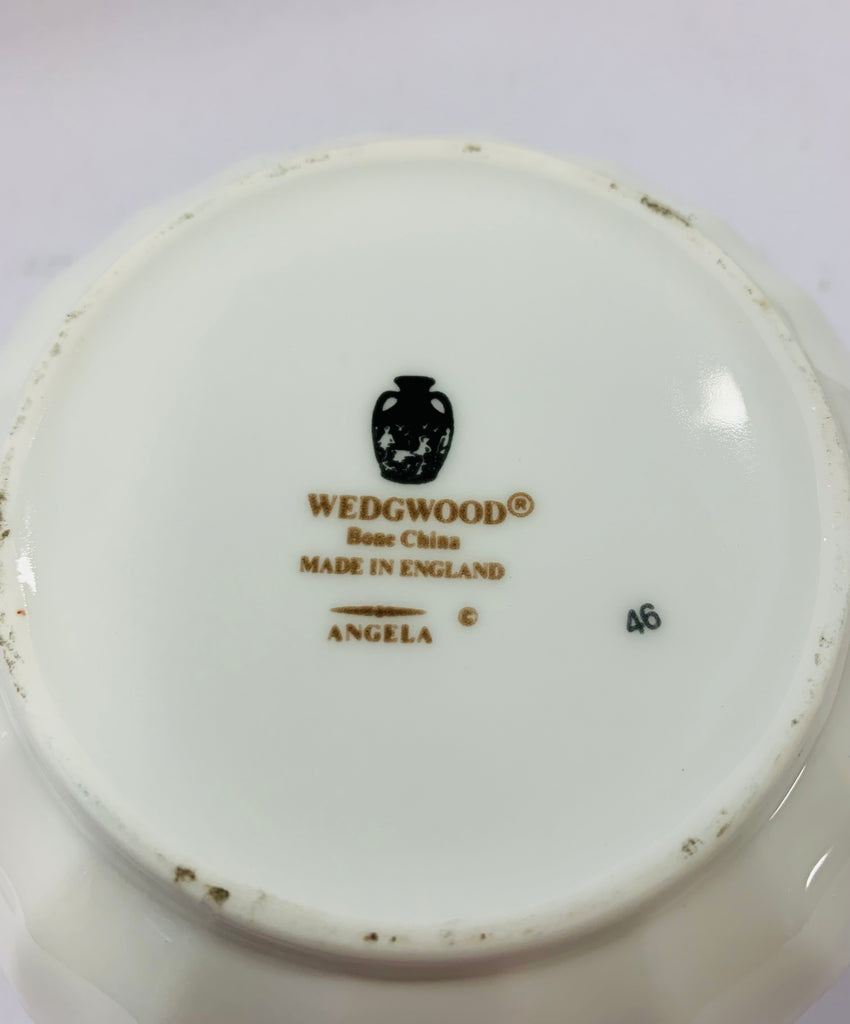 WEDGWOOD®
Bone China
MADE IN ENGLAND
©
ANGELA
46